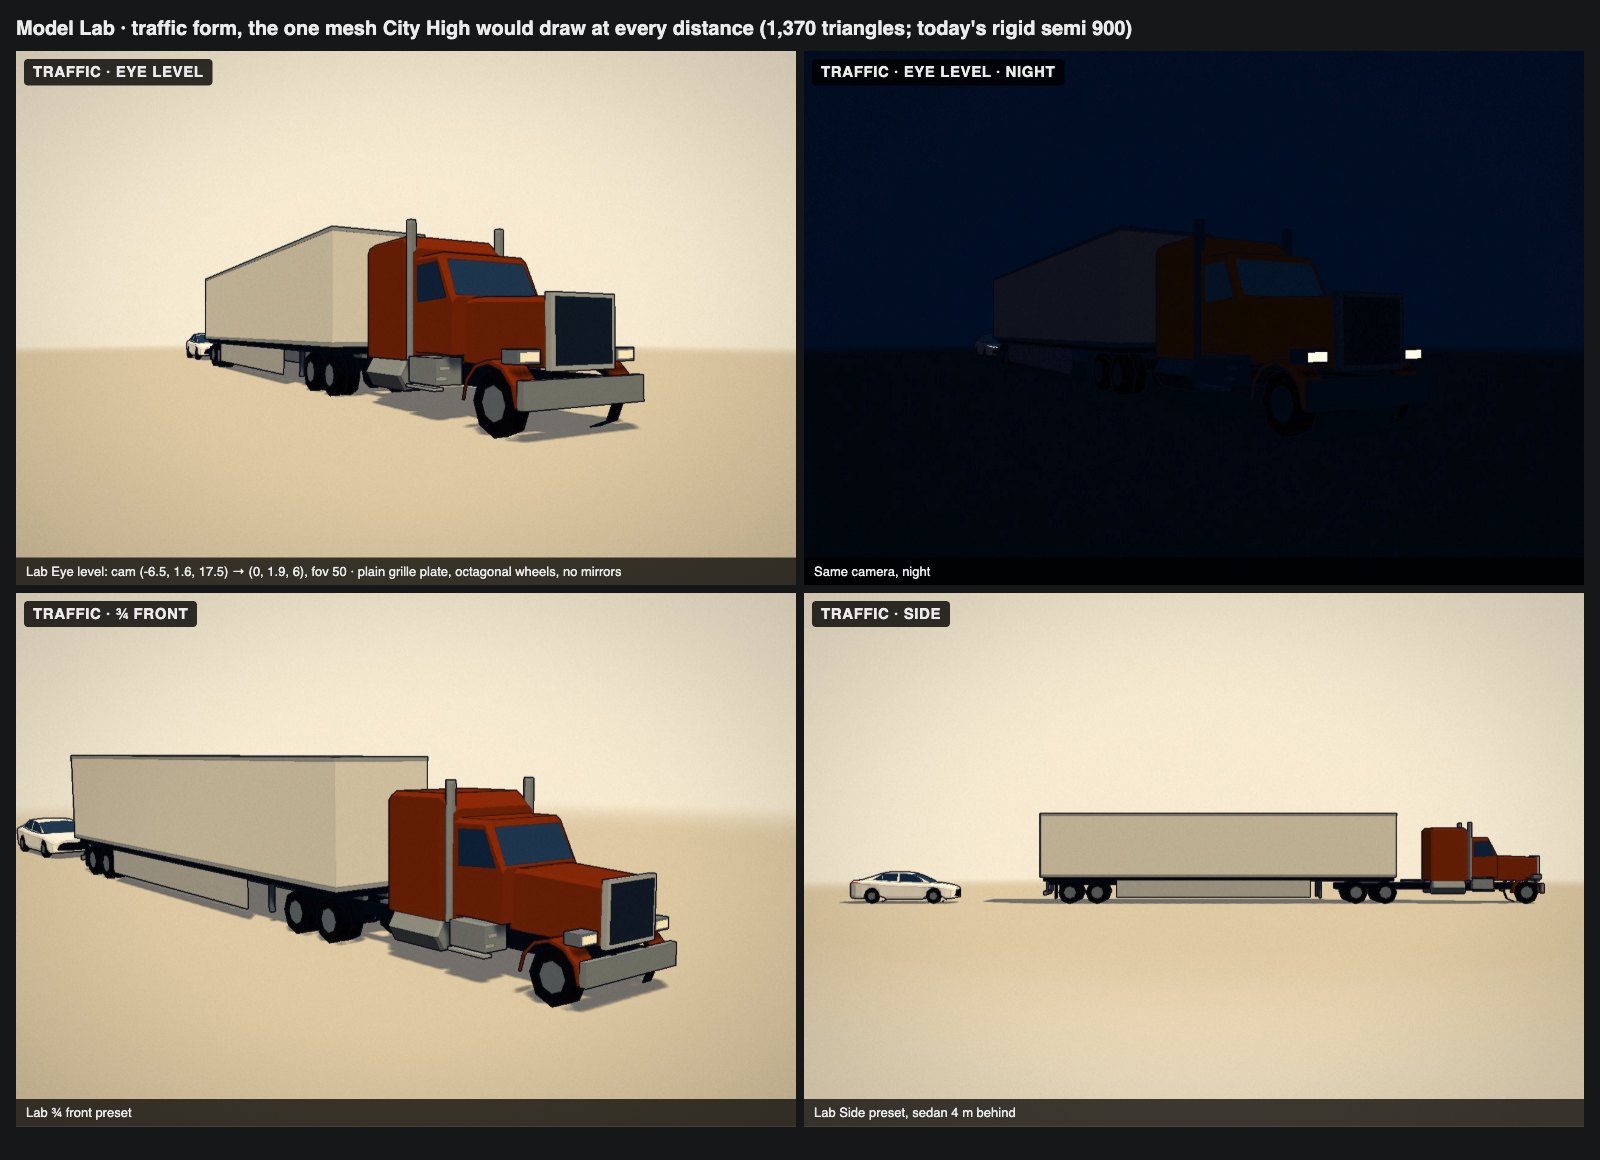 Model Lab · traffic form, the one mesh City High would draw at every distance (1,370 triangles; today's rigid semi 900)
TRAFFIC · EYE LEVEL
TRAFFIC · EYE LEVEL · NIGHT
Lab Eye level: cam (-6.5, 1.6, 17.5) → (0, 1.9, 6), fov 50 · plain grille plate, octagonal wheels, no mirrors
Same camera, night
TRAFFIC · ¾ FRONT
TRAFFIC · SIDE
Lab ¾ front preset
Lab Side preset, sedan 4 m behind